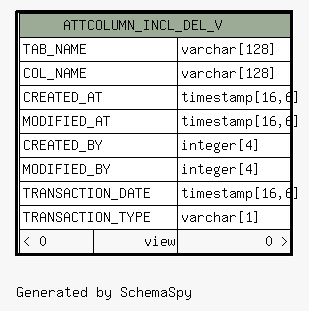 ATTCOLUMN_INCL_DEL_V
TAB_NAME varchar[128]
COL_NAME varchar[128]
CREATED_AT timestamp[16,6]
MODIFIED_AT timestamp[16,6]
CREATED_BY integer[4]
MODIFIED_BY integer[4]
TRANSACTION_DATE timestamp[16,6]
TRANSACTION_TYPE varchar[1]
< 0 view 0 >
Generated by SchemaSpy